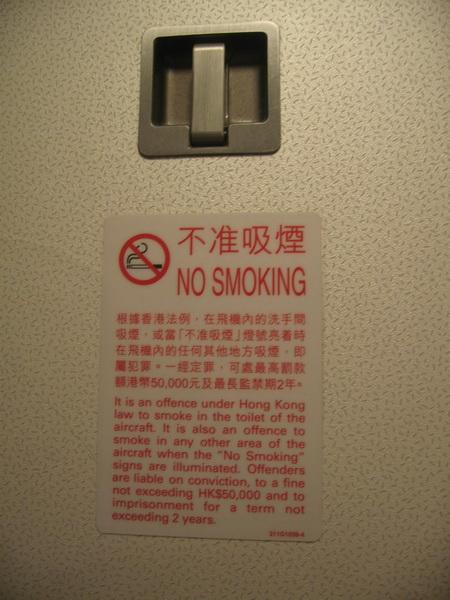 不准吸煙
NO SMOKING
根據香港法例，在飛機內的洗手間
吸煙，或當「不准吸煙」燈號亮着時
在飛機內的任何其他地方吸煙，即
屬犯罪。一經定罪，可處最高罰款
額港幣50,000元及最長監禁期2年。
It is an offence under Hong Kong
law to smoke in the toilet of the
aircraft. It is also an offence to
smoke in any other area of the
aircraft when the "No Smoking"
signs are illuminated. Offenders
are liable on conviction, to a fine
not exceeding HK$50,000 and to
imprisonment for a term not
exceeding 2 years.